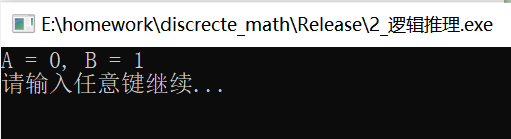 E:\homework\discrecte_math\Release\2_逻辑推理.exe
A = 0, B = 1
请输入任意键继续...